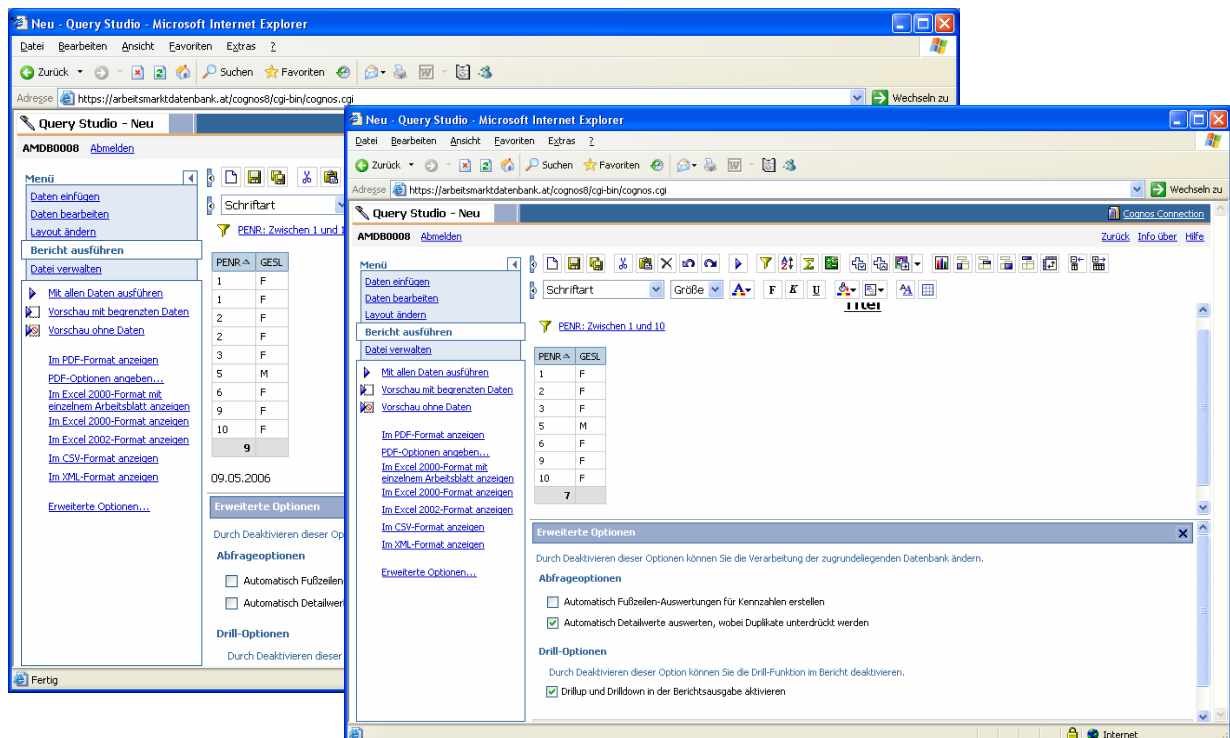 Neu - Query Studio - Microsoft Internet Explorer
Datei Bearbeiten Ansicht Favoriten Extras ?
Zurück Suchen Favoriten
Adresse https://arbeitsmarktdatenbank.at/cognos8/cgi-bin/cognos.cgi Wechseln zu
Query Studio - Neu
AMDB0008 Abmelden
Menü
Daten einfügen
Daten bearbeiten
Layout ändern
Bericht ausführen
Datei verwalten
Mit allen Daten ausführen
Vorschau mit begrenzten Daten
Vorschau ohne Daten
Im PDF-Format anzeigen
PDF-Optionen angeben...
Im Excel 2000-Format mit
einzelnem Arbeitsblatt anzeigen
Im Excel 2000-Format anzeigen
Im Excel 2002-Format anzeigen
Im CSV-Format anzeigen
Im XML-Format anzeigen
Erweiterte Optionen...
Schriftart
PENR: Zwischen 1 und 1
PENR GESL
1 F
1 F
2 F
2 F
3 F
5 M
6 F
9 F
10 F
9
09.05.2006
Erweiterte Optionen
Durch Deaktivieren dieser Op
Abfrageoptionen
Automatisch Fußzeilen-
Automatisch Detailwer
Drill-Optionen
Durch Deaktivieren dieser
Fertig
Neu - Query Studio - Microsoft Internet Explorer
Datei Bearbeiten Ansicht Favoriten Extras ?
Zurück Suchen Favoriten
Adresse https://arbeitsmarktdatenbank.at/cognos8/cgi-bin/cognos.cgi Wechseln zu
Query Studio - Neu Cognos Connection
AMDB0008 Abmelden Zurück Info über Hilfe
Menü
Daten einfügen
Daten bearbeiten
Layout ändern
Bericht ausführen
Datei verwalten
Mit allen Daten ausführen
Vorschau mit begrenzten Daten
Vorschau ohne Daten
Im PDF-Format anzeigen
PDF-Optionen angeben...
Im Excel 2000-Format mit
einzelnem Arbeitsblatt anzeigen
Im Excel 2000-Format anzeigen
Im Excel 2002-Format anzeigen
Im CSV-Format anzeigen
Im XML-Format anzeigen
Erweiterte Optionen...
Schriftart Größe A F K U
Titel
PENR: Zwischen 1 und 10
PENR GESL
1 F
2 F
3 F
5 M
6 F
9 F
10 F
7
Erweiterte Optionen
Durch Deaktivieren dieser Optionen können Sie die Verarbeitung der zugrundeliegenden Datenbank ändern.
Abfrageoptionen
Automatisch Fußzeilen-Auswertungen für Kennzahlen erstellen
Automatisch Detailwerte auswerten, wobei Duplikate unterdrückt werden
Drill-Optionen
Durch Deaktivieren dieser Option können Sie die Drill-Funktion im Bericht deaktivieren.
Drillup und Drilldown in der Berichtsausgabe aktivieren
Internet